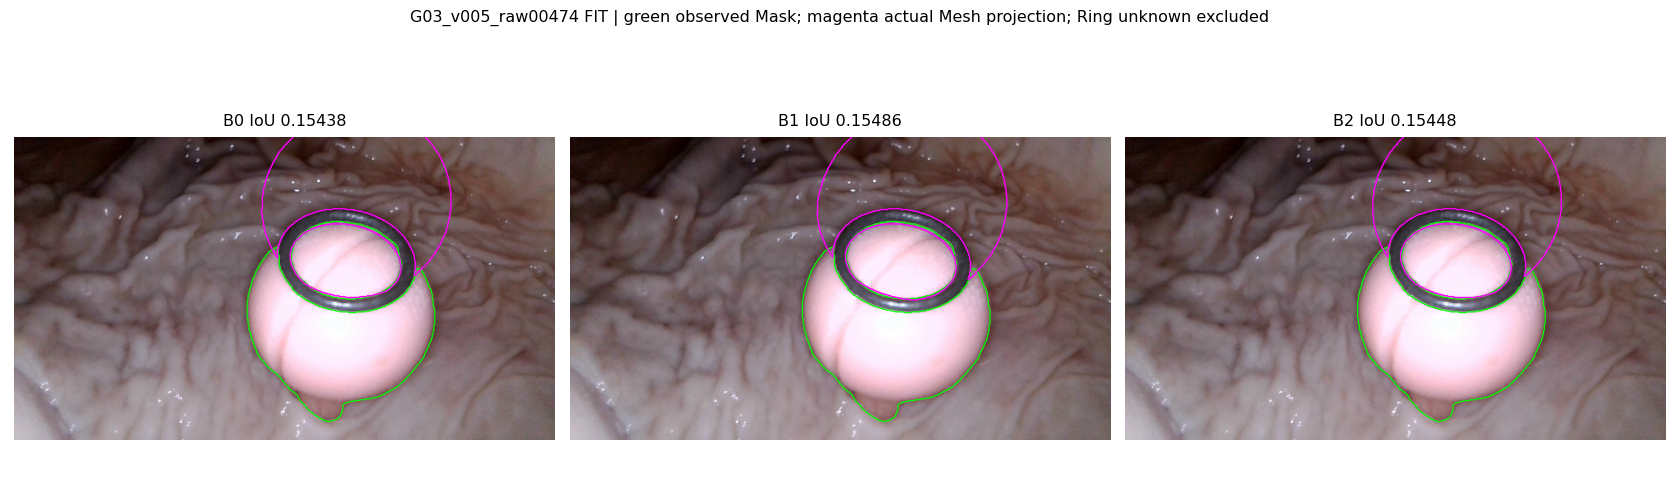 G03_v005_raw00474 FIT | green observed Mask; magenta actual Mesh projection; Ring unknown excluded
B0 IoU 0.15438
B1 IoU 0.15486
B2 IoU 0.15448